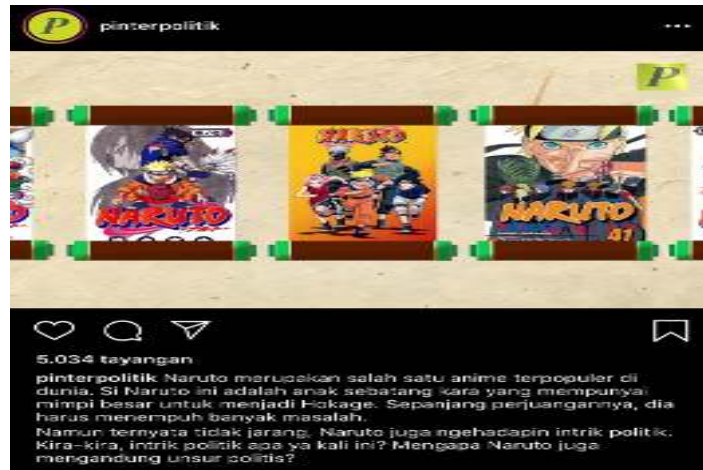 P pinterpolitik
P
NARUTO
NARUTO
NARUTO
41
5.034 tayangan
pinterpolitik Naruto merupakan salah satu anime terpopuler di
dunia. Si Naruto ini adalah anak sebatang kara yang mempunyai
mimpi besar untuk menjadi Hokage. Sepanjang perjuangannya, dia
harus menempuh banyak masalah.
Namun ternyata tidak jarang, Naruto juga ngehadapin intrik politik.
Kira-kira, intrik politik apa ya kali ini? Mengapa Naruto juga
mengandung unsur politis?